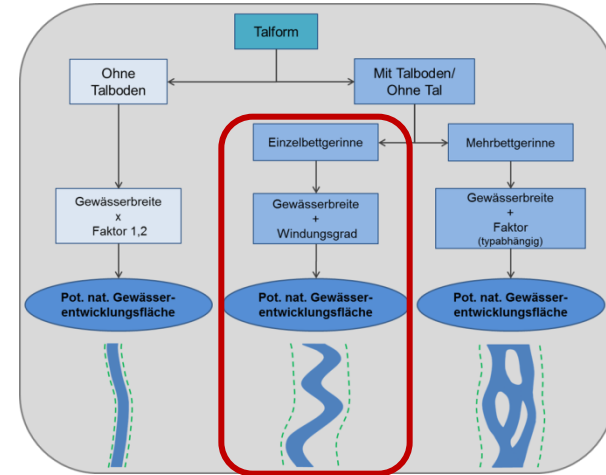 Talform
Ohne
Talboden
Mit Talboden/
Ohne Tal
Einzelbettgerinne
Mehrbettgerinne
Gewässerbreite
x
Faktor 1,2
Gewässerbreite
+
Windungsgrad
Gewässerbreite
+
Faktor
(typabhängig)
Pot. nat. Gewässer-
entwicklungsfläche
Pot. nat. Gewässer-
entwicklungsfläche
Pot. nat. Gewässer-
entwicklungsfläche